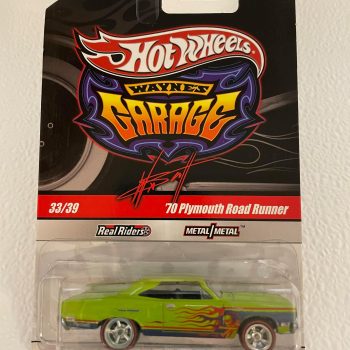 Hot Wheels
WAYNE'S
GARAGE
33/39
'70 Plymouth Road Runner
Real Riders
METAL/METAL